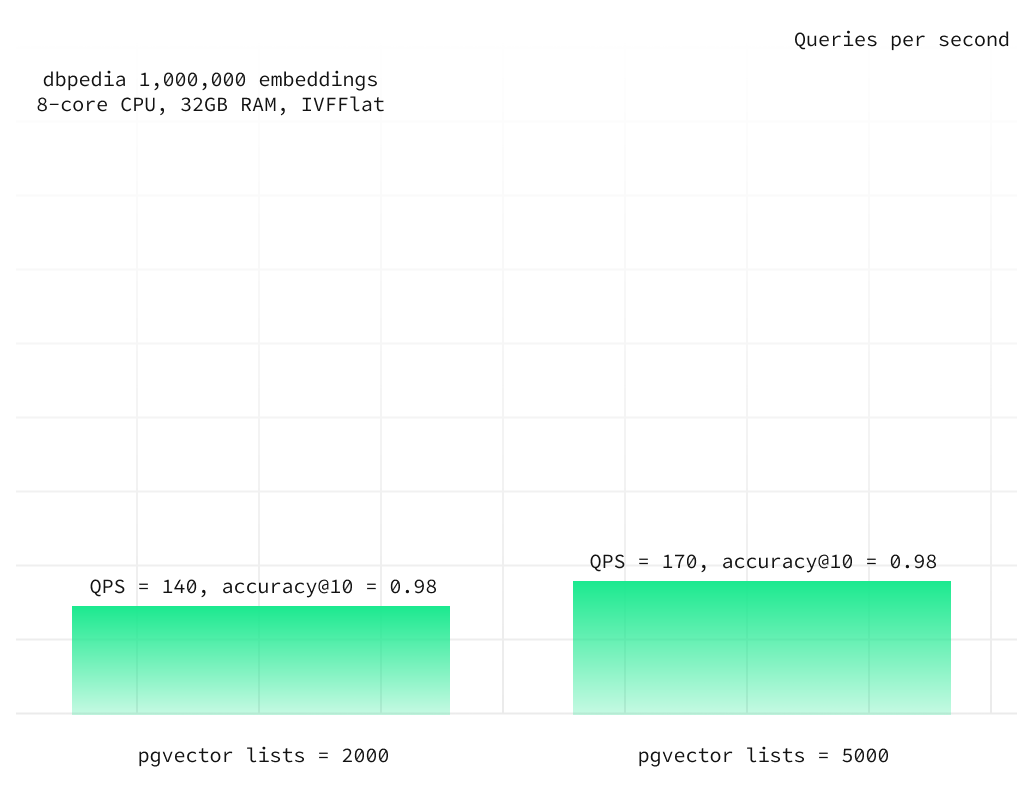 Queries per second
dbpedia 1,000,000 embeddings
8-core CPU, 32GB RAM, IVFFlat
QPS = 140, accuracy@10 = 0.98
QPS = 170, accuracy@10 = 0.98
pgvector lists = 2000
pgvector lists = 5000